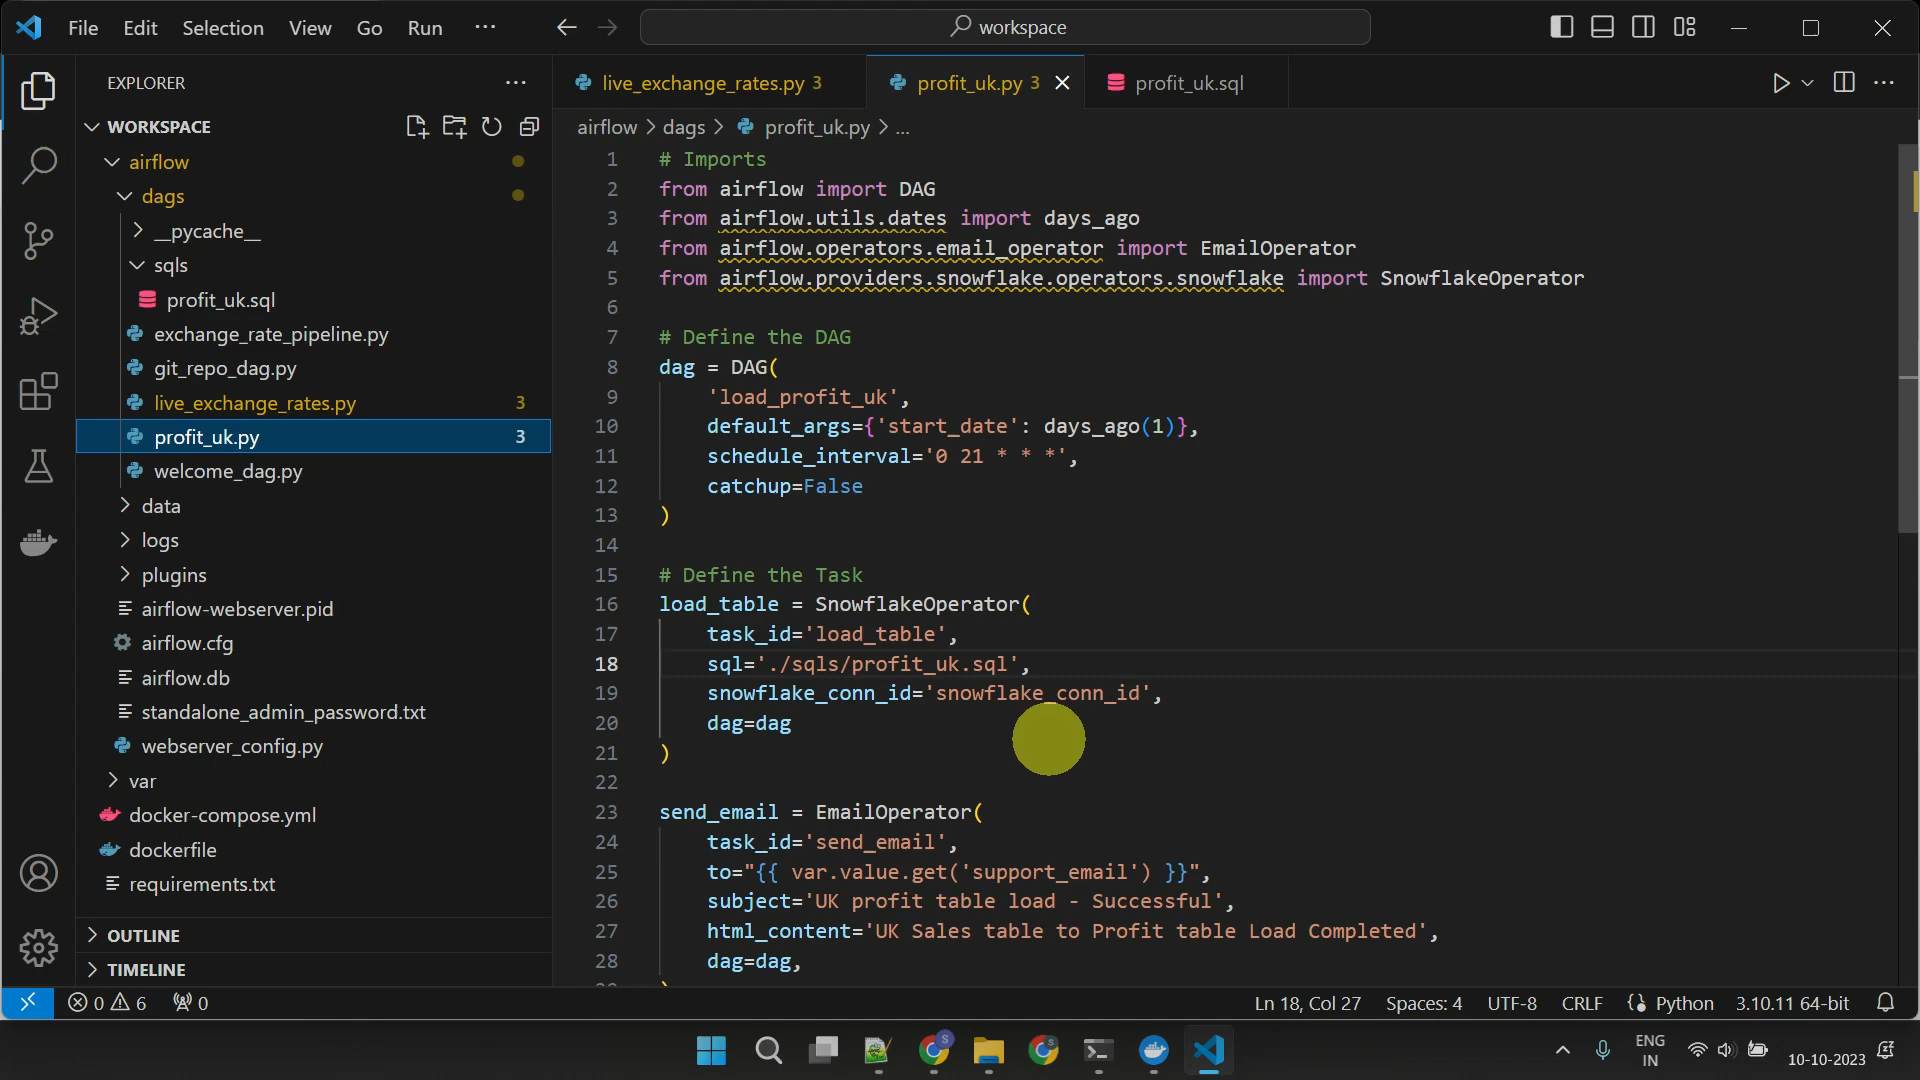 File Edit Selection View Go Run ...
workspace
EXPLORER
WORKSPACE
airflow
dags
__pycache__
sqls
profit_uk.sql
exchange_rate_pipeline.py
git_repo_dag.py
live_exchange_rates.py 3
profit_uk.py 3
welcome_dag.py
data
logs
plugins
airflow-webserver.pid
airflow.cfg
airflow.db
standalone_admin_password.txt
webserver_config.py
var
docker-compose.yml
dockerfile
requirements.txt
OUTLINE
TIMELINE
live_exchange_rates.py 3
profit_uk.py 3
profit_uk.sql
airflow > dags > profit_uk.py > ...
1 # Imports
2 from airflow import DAG
3 from airflow.utils.dates import days_ago
4 from airflow.operators.email_operator import EmailOperator
5 from airflow.providers.snowflake.operators.snowflake import SnowflakeOperator
6
7 # Define the DAG
8 dag = DAG(
9 'load_profit_uk',
10 default_args={'start_date': days_ago(1)},
11 schedule_interval='0 21 * * *',
12 catchup=False
13 )
14
15 # Define the Task
16 load_table = SnowflakeOperator(
17 task_id='load_table',
18 sql='./sqls/profit_uk.sql',
19 snowflake_conn_id='snowflake_conn_id',
20 dag=dag
21 )
22
23 send_email = EmailOperator(
24 task_id='send_email',
25 to="{{ var.value.get('support_email') }}",
26 subject='UK profit table load - Successful',
27 html_content='UK Sales table to Profit table Load Completed',
28 dag=dag,
0 6 0
Ln 18, Col 27 Spaces: 4 UTF-8 CRLF Python 3.10.11 64-bit
ENG
IN
10-10-2023